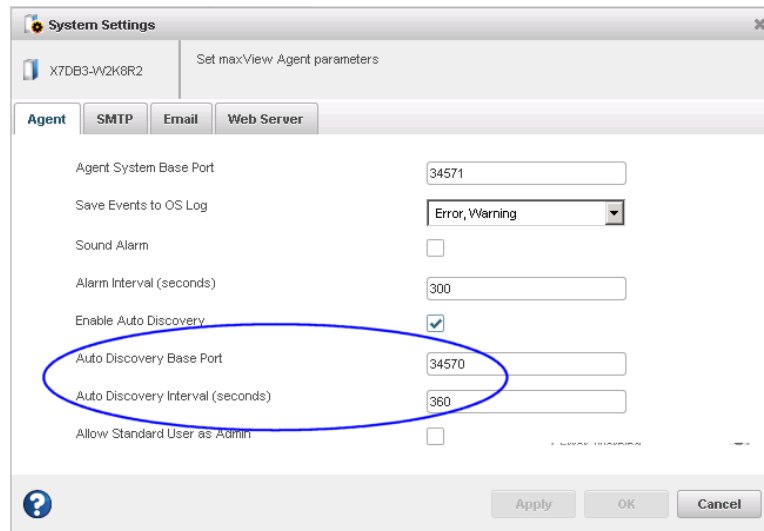 System Settings
X7DB3-W2K8R2
Set maxView Agent parameters
Agent SMTP Email Web Server
Agent System Base Port 34571
Save Events to OS Log Error, Warning
Sound Alarm
Alarm Interval (seconds) 300
Enable Auto Discovery
Auto Discovery Base Port 34570
Auto Discovery Interval (seconds) 360
Allow Standard User as Admin
? Apply OK Cancel